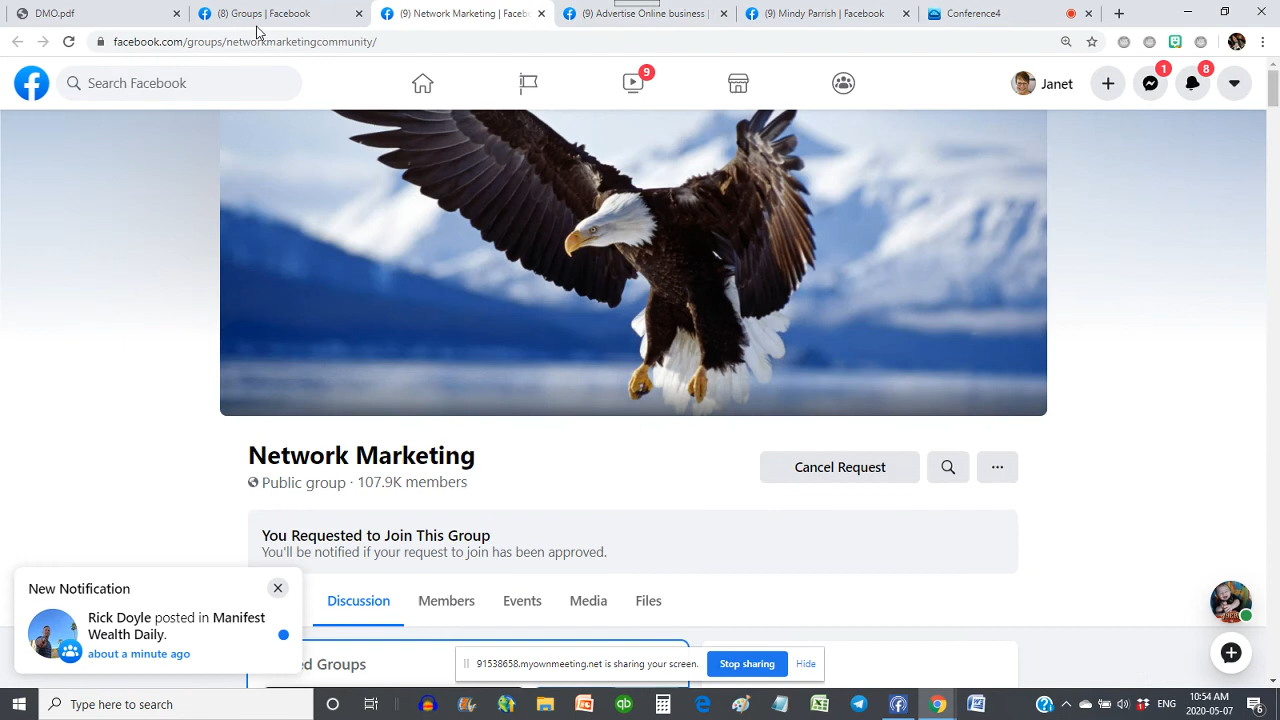 DMO.pdf
(8) Groups | Facebook
(9) Network Marketing | Faceb
(9) Advertise Online business |
(9) Mindy Parrish | Facebook
Conference4
facebook.com/groups/networkmarketingcommunity/
Search Facebook
9
Janet
1
8
Network Marketing
Public group · 107.9K members
Cancel Request
You Requested to Join This Group
You'll be notified if your request to join has been approved.
Discussion
Members
Events
Media
Files
New Notification
Rick Doyle posted in Manifest
Wealth Daily.
about a minute ago
ed Groups
91538658.myownmeeting.net is sharing your screen.
Stop sharing
Hide
Type here to search
10:54 AM
2020-05-07
6